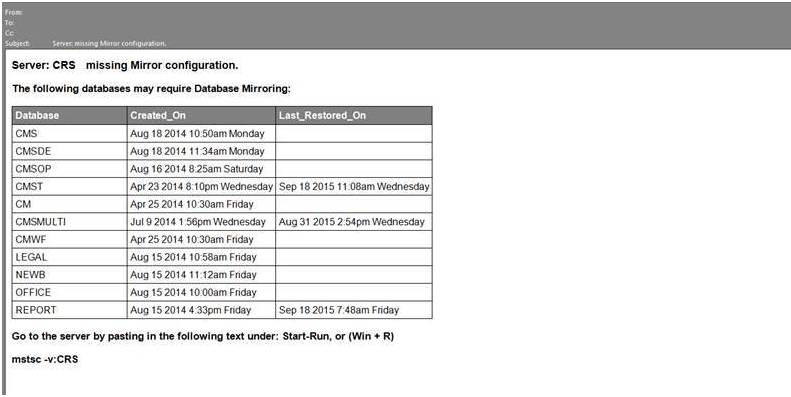 From:
To:
Cc:
Subject: Server: missing Mirror configuration.
Server: CRS missing Mirror configuration.
The following databases may require Database Mirroring:
Database Created_On Last_Restored_On
CMS Aug 18 2014 10:50am Monday
CMSDE Aug 18 2014 11:34am Monday
CMSOP Aug 16 2014 8:25am Saturday
CMST Apr 23 2014 8:10pm Wednesday Sep 18 2015 11:08am Wednesday
CM Apr 25 2014 10:30am Friday
CMSMULTI Jul 9 2014 1:56pm Wednesday Aug 31 2015 2:54pm Wednesday
CMWF Apr 25 2014 10:30am Friday
LEGAL Aug 15 2014 10:58am Friday
NEWB Aug 15 2014 11:12am Friday
OFFICE Aug 15 2014 10:00am Friday
REPORT Aug 15 2014 4:33pm Friday Sep 18 2015 7:48am Friday
Go to the server by pasting in the following text under: Start-Run, or (Win + R)
mstsc -v:CRS